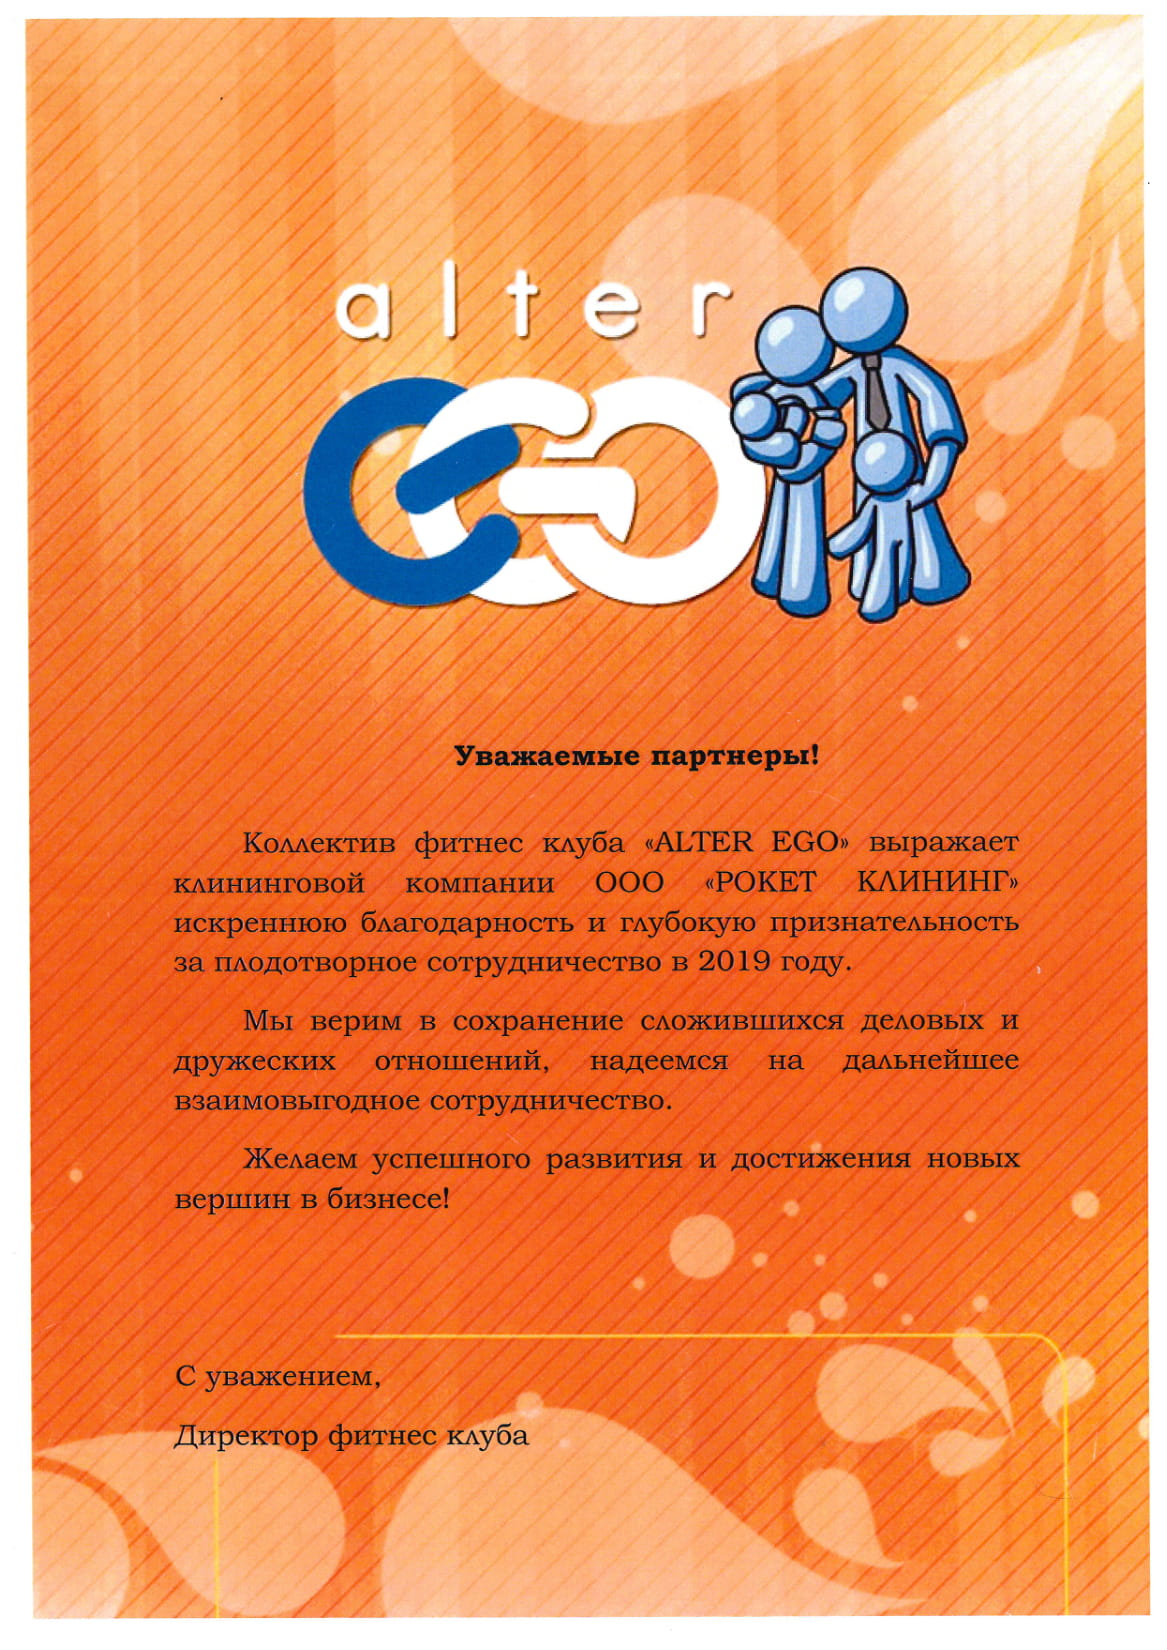 alter
ego
Уважаемые партнеры!
Коллектив фитнес клуба «ALTER EGO» выражает
клининговой компании ООО «РОКЕТ КЛИНИНГ»
искреннюю благодарность и глубокую признательность
за плодотворное сотрудничество в 2019 году.
Мы верим в сохранение сложившихся деловых и
дружеских отношений, надеемся на дальнейшее
взаимовыгодное сотрудничество.
Желаем успешного развития и достижения новых
вершин в бизнесе!
С уважением,
Директор фитнес клуба